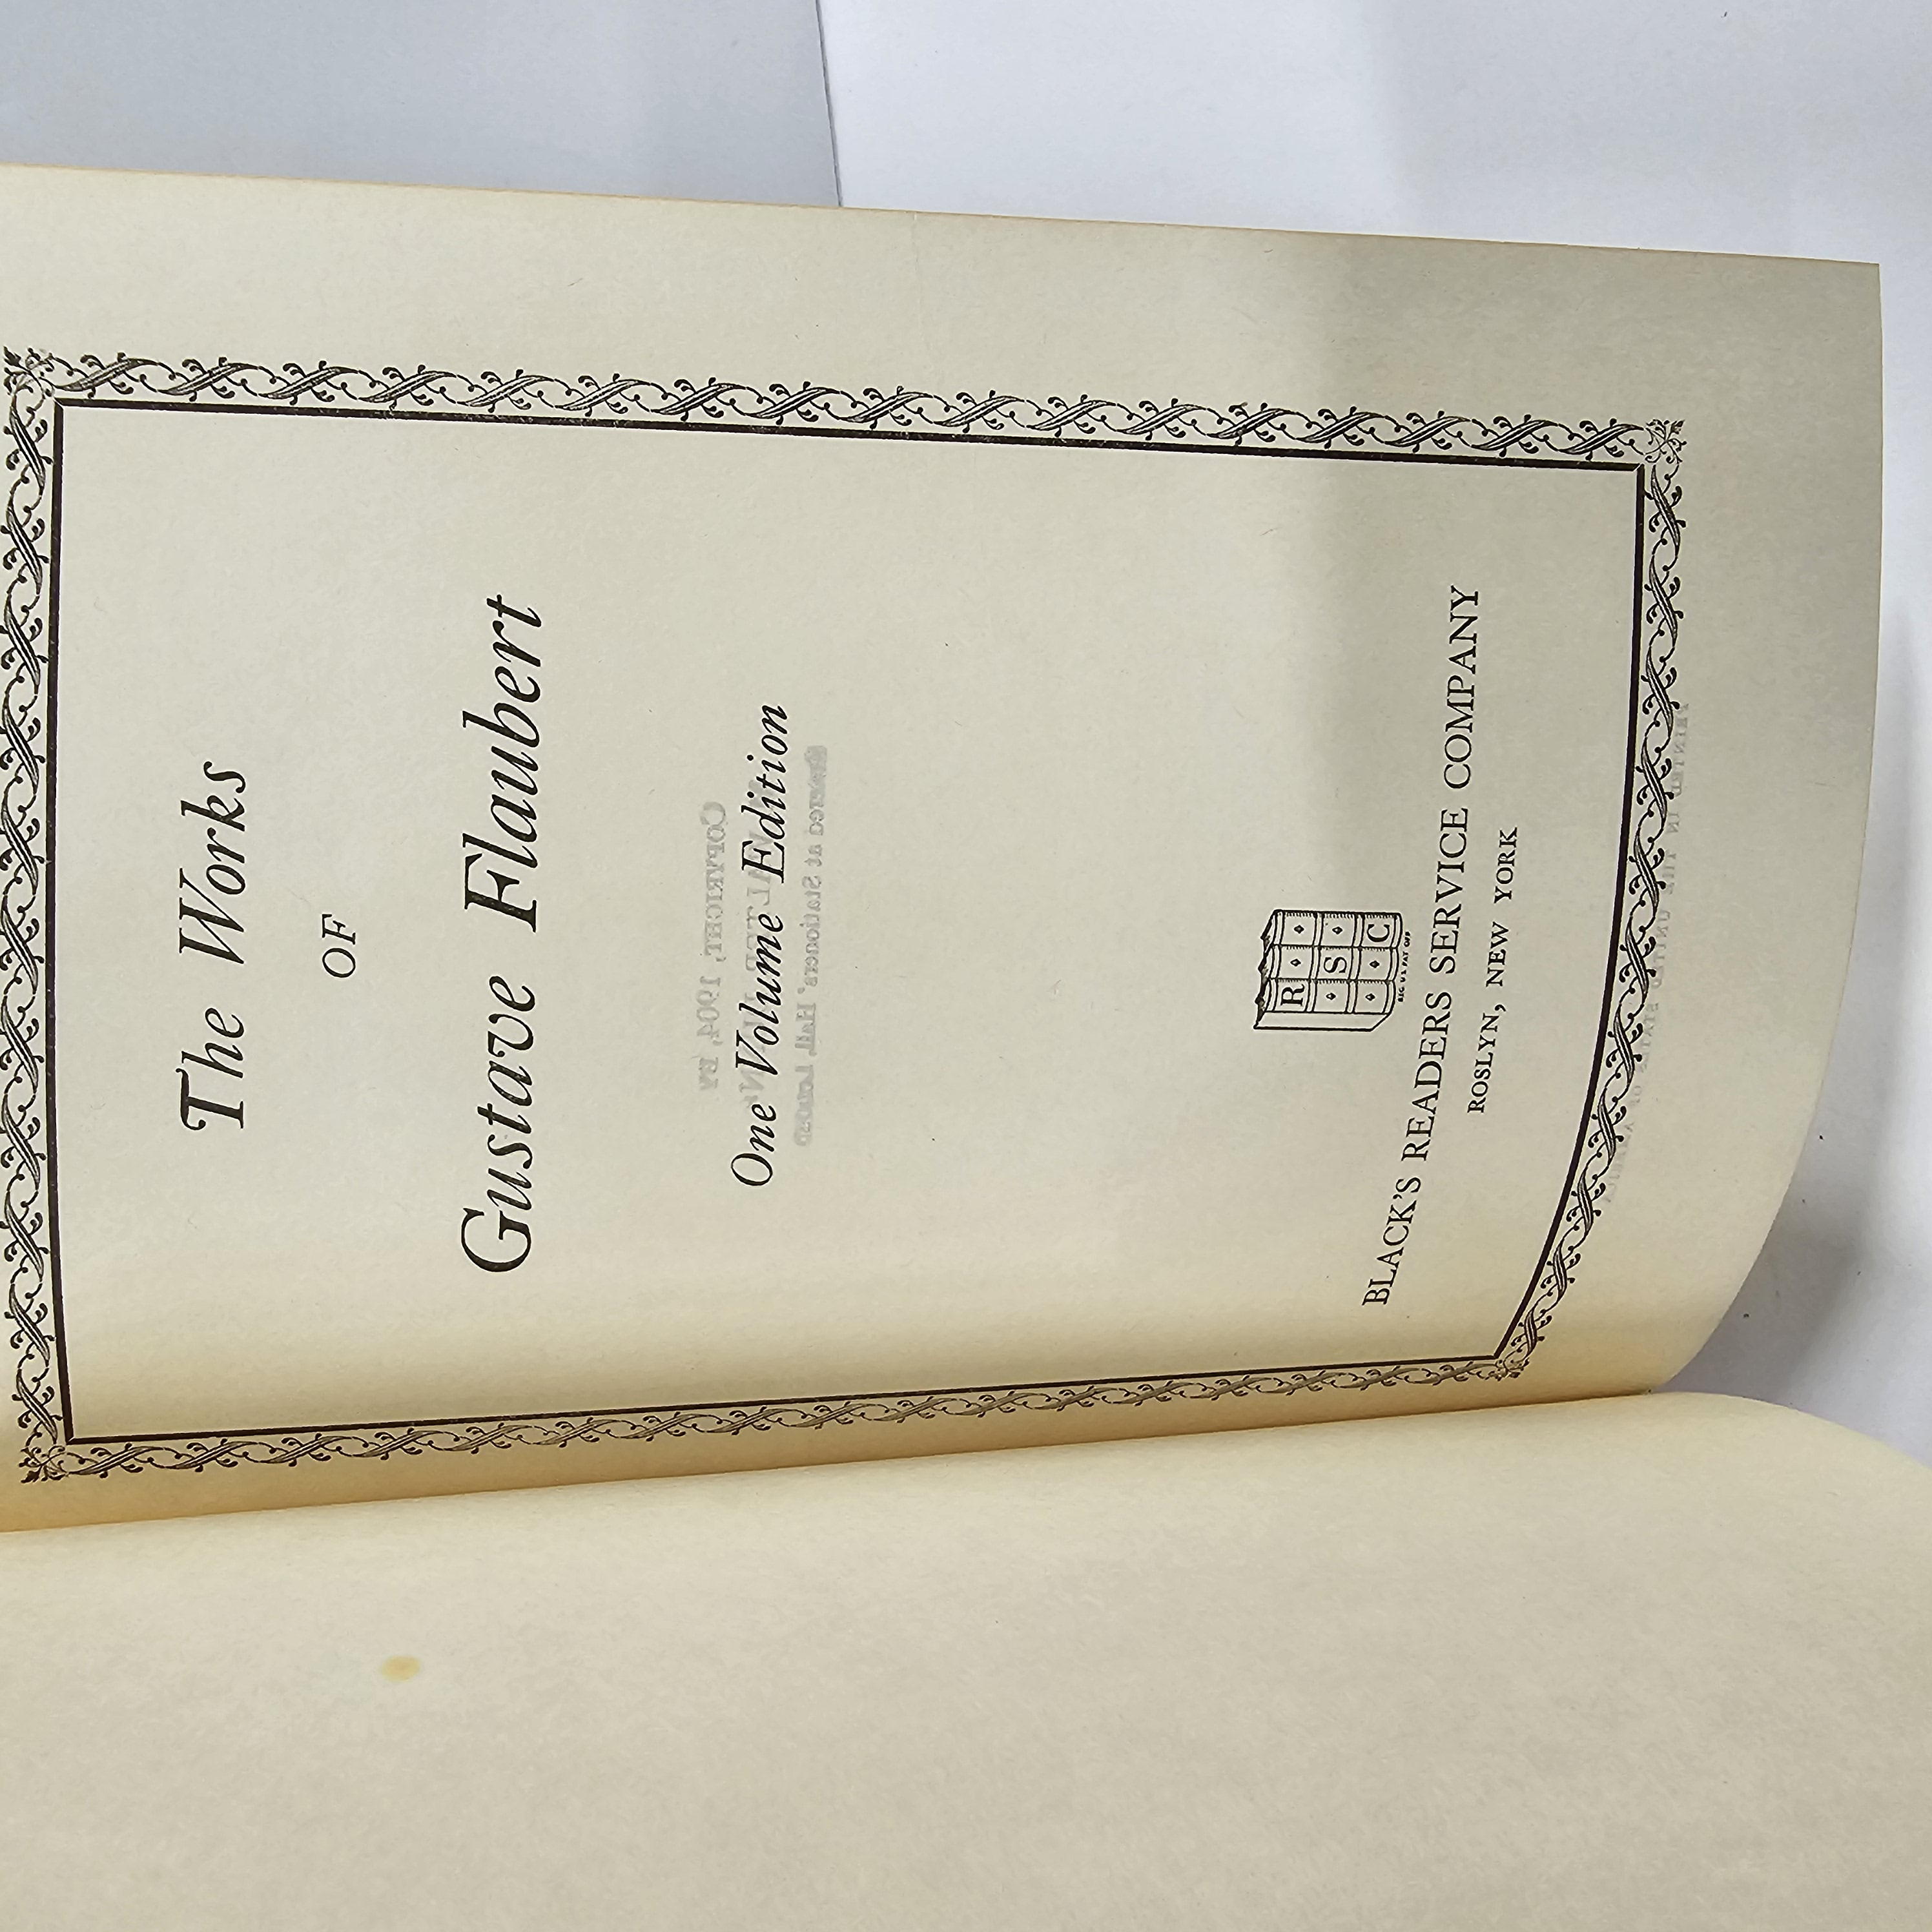 The Works
OF
Gustave Flaubert
COPYRIGHT, 1904, BY
One Volume Edition
Entered at Stationers' Hall, London
R
S
C
REG U S PAT OFF
BLACK'S READERS SERVICE COMPANY
ROSLYN, NEW YORK
PRINTED IN THE UNITED STATES OF AMERICA